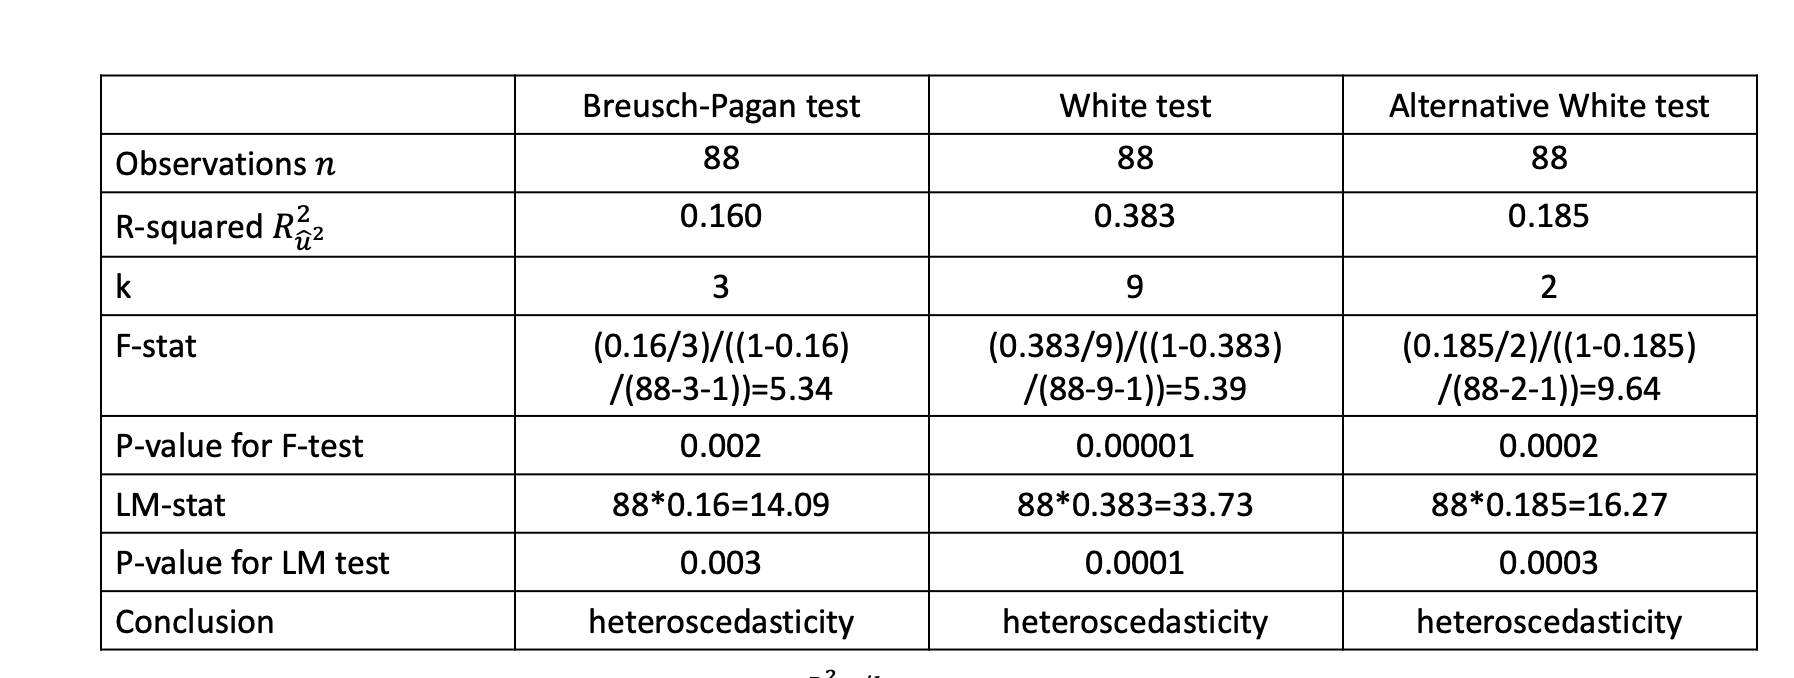 Breusch-Pagan test White test Alternative White test
Observations n 88 88 88
R-squared R²û² 0.160 0.383 0.185
k 3 9 2
F-stat (0.16/3)/((1-0.16) (0.383/9)/((1-0.383) (0.185/2)/((1-0.185)
/(88-3-1))=5.34 /(88-9-1))=5.39 /(88-2-1))=9.64
P-value for F-test 0.002 0.00001 0.0002
LM-stat 88*0.16=14.09 88*0.383=33.73 88*0.185=16.27
P-value for LM test 0.003 0.0001 0.0003
Conclusion heteroscedasticity heteroscedasticity heteroscedasticity